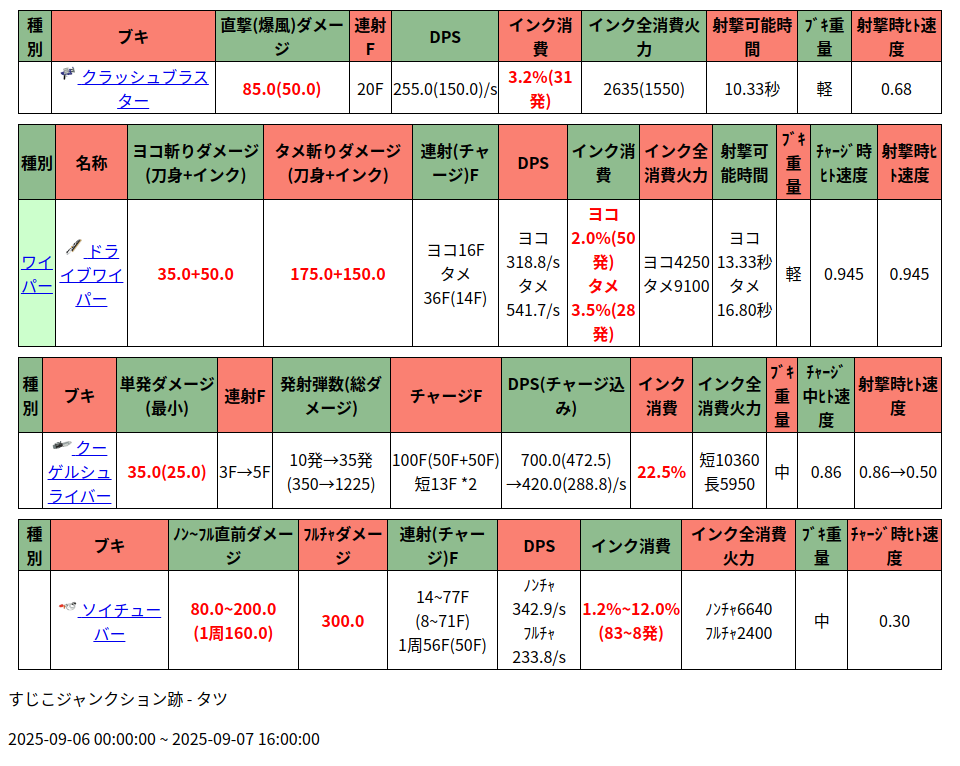 種別 ブキ 直撃(爆風)ダメージ 連射F DPS インク消費 インク全消費火力 射撃可能時間 ﾌﾞｷ重量 射撃時ﾋﾄ速度
クラッシュブラスター 85.0(50.0) 20F 255.0(150.0)/s 3.2%(31発) 2635(1550) 10.33秒 軽 0.68
種別 名称 ヨコ斬りダメージ(刀身+インク) タメ斬りダメージ(刀身+インク) 連射(チャージ)F DPS インク消費 インク全消費火力 射撃可能時間 ﾌﾞｷ重量 ﾁｬｰｼﾞ時ﾋﾄ速度 射撃時ﾋﾄ速度
ワイパー ドライブワイパー 35.0+50.0 175.0+150.0 ヨコ16F タメ36F(14F) ヨコ318.8/s タメ541.7/s ヨコ2.0%(50発) タメ3.5%(28発) ヨコ4250 タメ9100 ヨコ13.33秒 タメ16.80秒 軽 0.945 0.945
種別 ブキ 単発ダメージ(最小) 連射F 発射弾数(総ダメージ) チャージF DPS(チャージ込み) インク消費 インク全消費火力 ﾌﾞｷ重量 ﾁｬｰｼﾞ中ﾋﾄ速度 射撃時ﾋﾄ速度
クーゲルシュライバー 35.0(25.0) 3F→5F 10発→35発(350→1225) 100F(50F+50F) 短13F *2 700.0(472.5)→420.0(288.8)/s 22.5% 短10360 長5950 中 0.86 0.86→0.50
種別 ブキ ﾉﾝ~ﾌﾙ直前ダメージ ﾌﾙﾁｬダメージ 連射(チャージ)F DPS インク消費 インク全消費火力 ﾌﾞｷ重量 ﾁｬｰｼﾞ時ﾋﾄ速度
ソイチューバー 80.0~200.0(1周160.0) 300.0 14~77F(8~71F) 1周56F(50F) ﾉﾝﾁｬ342.9/s ﾌﾙﾁｬ233.8/s 1.2%~12.0%(83~8発) ﾉﾝﾁｬ6640 ﾌﾙﾁｬ2400 中 0.30
すじこジャンクション跡 - タツ
2025-09-06 00:00:00 ~ 2025-09-07 16:00:00